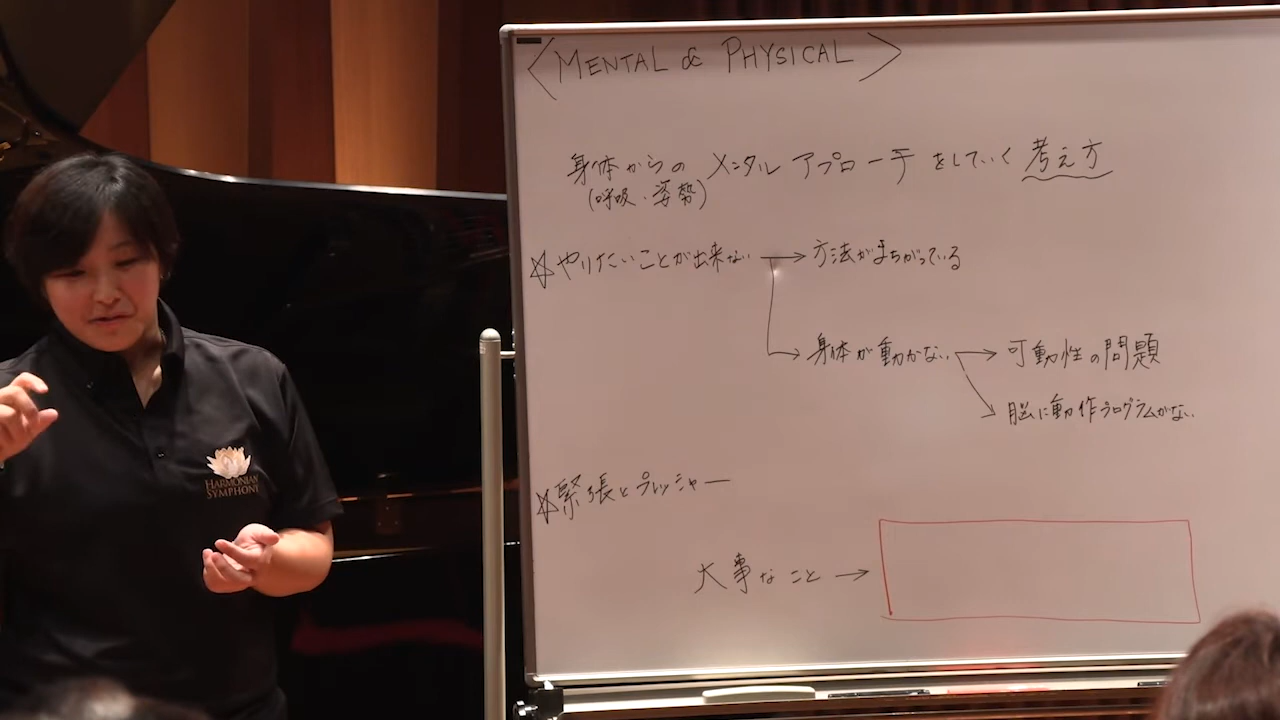 <MENTAL & PHYSICAL>
身体からの メンタル アプローチ をしていく 考え方
(呼吸・姿勢)
☆やりたいことが出来ない → 方法がまちがっている
→ 身体が動かない → 可動性の問題
→ 脳に動作プログラムがない
☆緊張とプレッシャー
大事なこと →
HARMONIAN
SYMPHONY